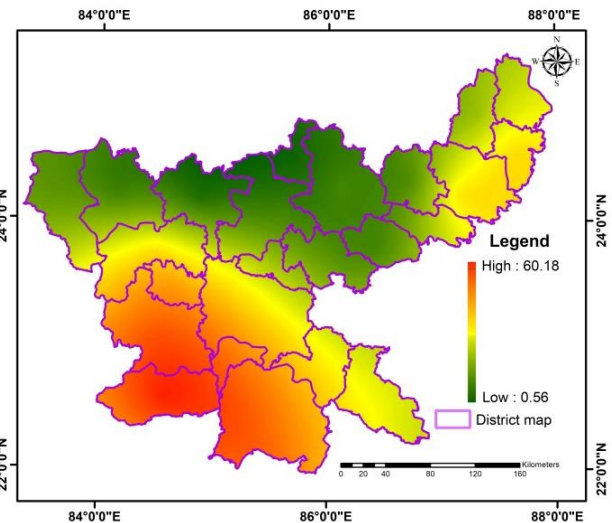 84°0'0"E 86°0'0"E 88°0'0"E
N
W E
S
24°0'0"N 24°0'0"N
Legend
High : 60.18
Low : 0.56
District map
Kilometers
0 20 40 80 120 160
22°0'0"N 22°0'0"N
84°0'0"E 86°0'0"E 88°0'0"E